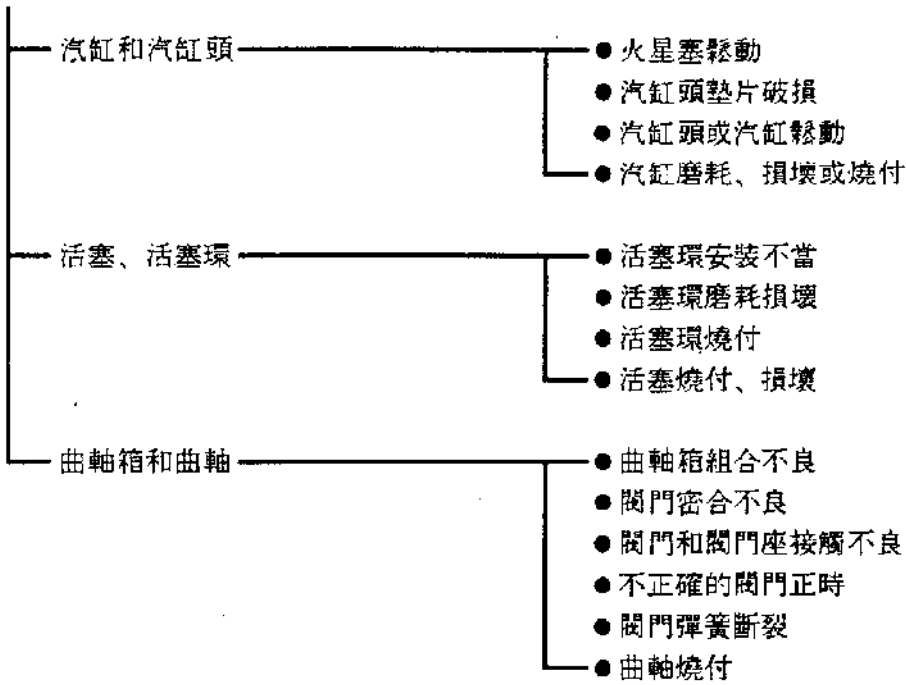 汽缸和汽缸頭
●火星塞鬆動
●汽缸頭墊片破損
●汽缸頭或汽缸鬆動
●汽缸磨耗、損壞或燒付
活塞、活塞環
●活塞環安裝不當
●活塞環磨耗損壞
●活塞環燒付
●活塞燒付、損壞
曲軸箱和曲軸
●曲軸箱組合不良
●閥門密合不良
●閥門和閥門座接觸不良
●不正確的閥門正時
●閥門彈簧斷裂
●曲軸燒付